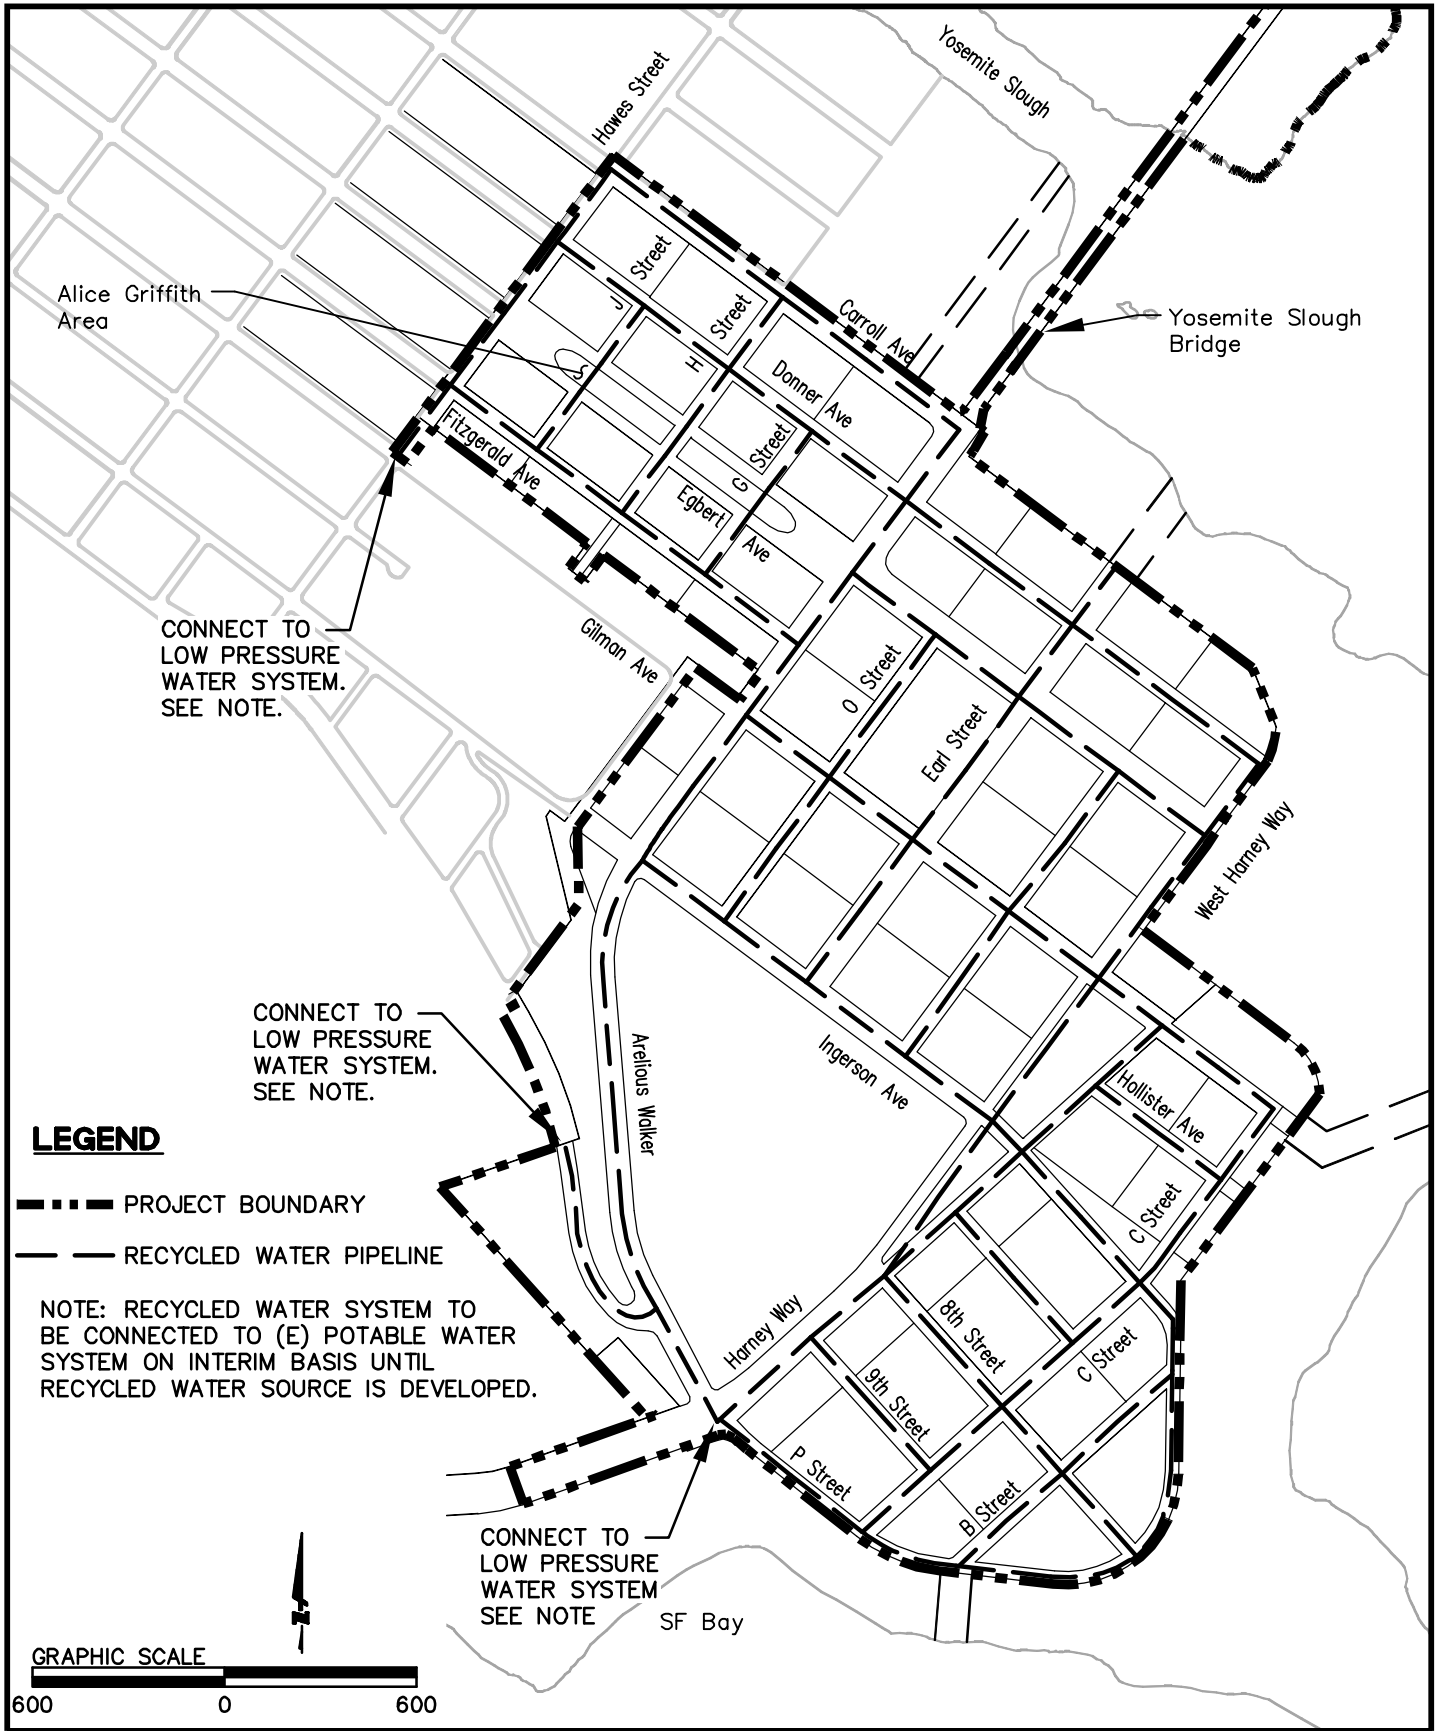 Yosemite Slough
Hawes Street
Alice Griffith
Area
Street
J
Street
H
Carroll Ave
Yosemite Slough
Bridge
S
Donner Ave
Fitzgerald Ave
Street
G
Egbert
Ave
CONNECT TO
LOW PRESSURE
WATER SYSTEM.
SEE NOTE.
Gilman Ave
O Street
Earl Street
West Harney Way
CONNECT TO
LOW PRESSURE
WATER SYSTEM.
SEE NOTE.
Arelious Walker
Ingerson Ave
Hollister Ave
C Street
LEGEND
PROJECT BOUNDARY
RECYCLED WATER PIPELINE
NOTE: RECYCLED WATER SYSTEM TO
BE CONNECTED TO (E) POTABLE WATER
SYSTEM ON INTERIM BASIS UNTIL
RECYCLED WATER SOURCE IS DEVELOPED.
Harney Way
8th Street
C Street
9th Street
P Street
B Street
CONNECT TO
LOW PRESSURE
WATER SYSTEM
SEE NOTE
SF Bay
N
GRAPHIC SCALE
600 0 600